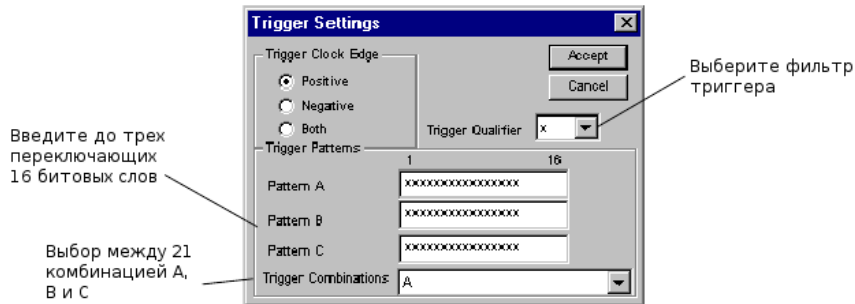 Trigger Settings
Trigger Clock Edge
Positive
Negative
Both
Accept
Cancel
Trigger Qualifier
x
Выберите фильтр
триггера
Введите до трех
переключающих
16 битовых слов
Trigger Patterns
1 16
Pattern A xxxxxxxxxxxxxxxx
Pattern B xxxxxxxxxxxxxxxx
Pattern C xxxxxxxxxxxxxxxx
Выбор между 21
комбинацией A,
B и C
Trigger Combinations A